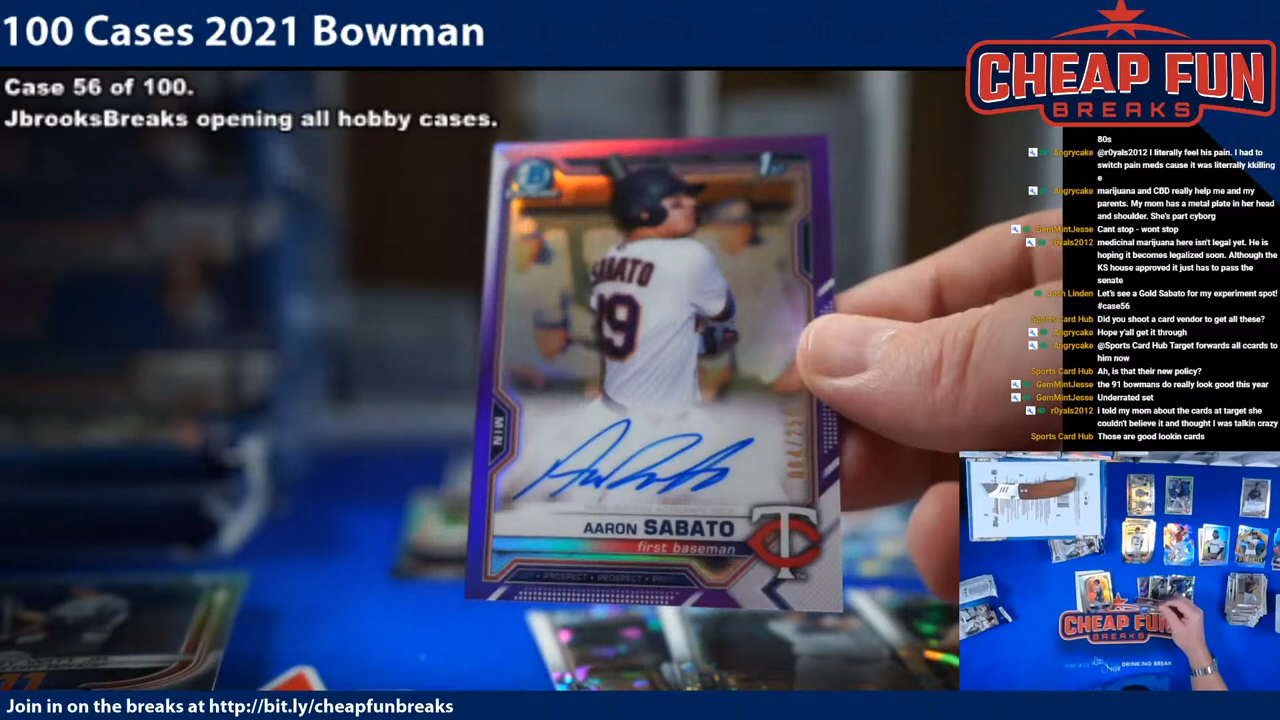 100 Cases 2021 Bowman
Case 56 of 100.
JbrooksBreaks opening all hobby cases.
CHEAP FUN
BREAKS
80s
Angrycake @r0yals2012 I literally feel his pain. I had to
switch pain meds cause it was literrally kkilling
e
Angrycake marijuana and CBD really help me and my
parents. My mom has a metal plate in her head
and shoulder. She's part cyborg
GemMintJesse Cant stop - wont stop
r0yals2012 medicinal marijuana here isn't legal yet. He is
hoping it becomes legalized soon. Although the
KS house approved it just has to pass the
senate
Josh Linden Let's see a Gold Sabato for my experiment spot!
#case56
Sports Card Hub Did you shoot a card vendor to get all these?
Angrycake Hope y'all get it through
Angrycake @Sports Card Hub Target forwards all ccards to
him now
Sports Card Hub Ah, is that their new policy?
GemMintJesse the 91 bowmans do really look good this year
GemMintJesse Underrated set
r0yals2012 i told my mom about the cards at target she
couldn't believe it and thought I was talkin crazy
Sports Card Hub Those are good lookin cards
1st
SABATO
19
MIN
AARON SABATO
first baseman
PROSPECT • PROSPECT
CHEAP FUN
BREAKS
DRINKING BREAK
Join in on the breaks at http://bit.ly/cheapfunbreaks